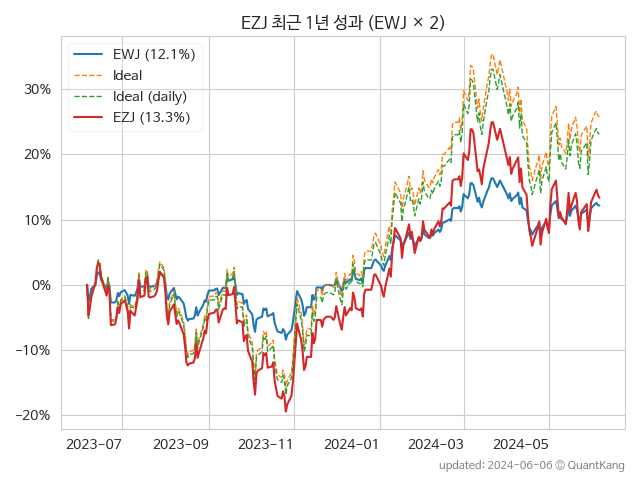 EZJ 최근 1년 성과 (EWJ × 2)
EWJ (12.1%)
Ideal
Ideal (daily)
EZJ (13.3%)
30%
20%
10%
0%
−10%
−20%
2023-07 2023-09 2023-11 2024-01 2024-03 2024-05
updated: 2024-06-06 © QuantKang